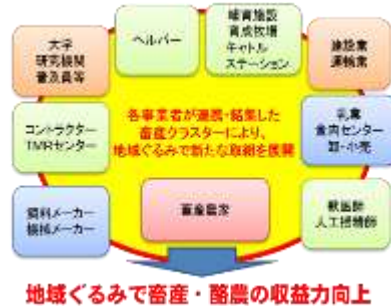 大学
研究機関
普及員等
ヘルパー
哺育施設
育成牧場
キャトル
ステーション
建設業
運輸業
コントラクター
TMRセンター
各事業者が連携・結集した
畜産クラスターにより、
地域ぐるみで新たな取組を展開
乳業
食肉センター
卸・小売
飼料メーカー
機械メーカー
畜産農家
獣医師
人工授精師
地域ぐるみで畜産・酪農の収益力向上